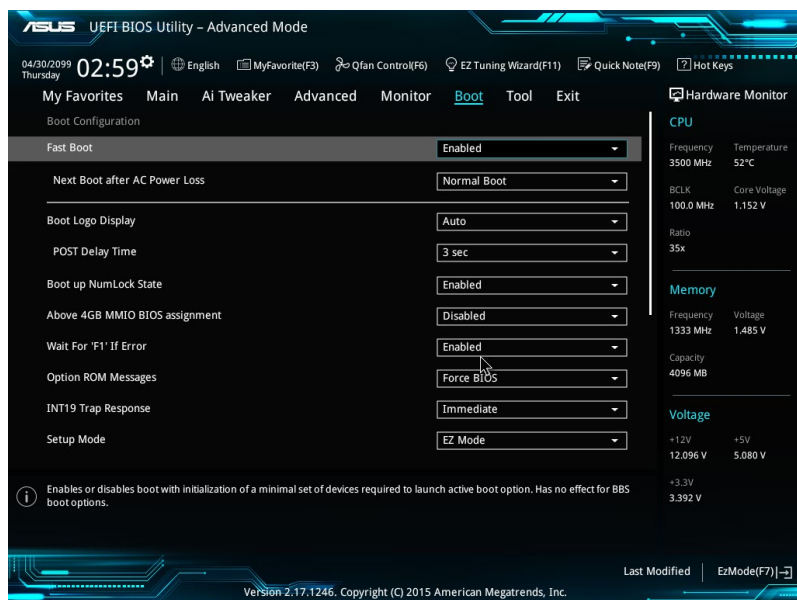 ASUS UEFI BIOS Utility – Advanced Mode
04/30/2099
Thursday
02:59
English
MyFavorite(F3)
Qfan Control(F6)
EZ Tuning Wizard(F11)
Quick Note(F9)
? Hot Keys
My Favorites
Main
Ai Tweaker
Advanced
Monitor
Boot
Tool
Exit
Boot Configuration
Fast Boot Enabled
Next Boot after AC Power Loss Normal Boot
Boot Logo Display Auto
POST Delay Time 3 sec
Boot up NumLock State Enabled
Above 4GB MMIO BIOS assignment Disabled
Wait For 'F1' If Error Enabled
Option ROM Messages Force BIOS
INT19 Trap Response Immediate
Setup Mode EZ Mode
Enables or disables boot with initialization of a minimal set of devices required to launch active boot option. Has no effect for BBS
boot options.
Hardware Monitor
CPU
Frequency Temperature
3500 MHz 52°C
BCLK Core Voltage
100.0 MHz 1.152 V
Ratio
35x
Memory
Frequency Voltage
1333 MHz 1.485 V
Capacity
4096 MB
Voltage
+12V +5V
12.096 V 5.080 V
+3.3V
3.392 V
Last Modified
EzMode(F7)
Version 2.17.1246. Copyright (C) 2015 American Megatrends, Inc.